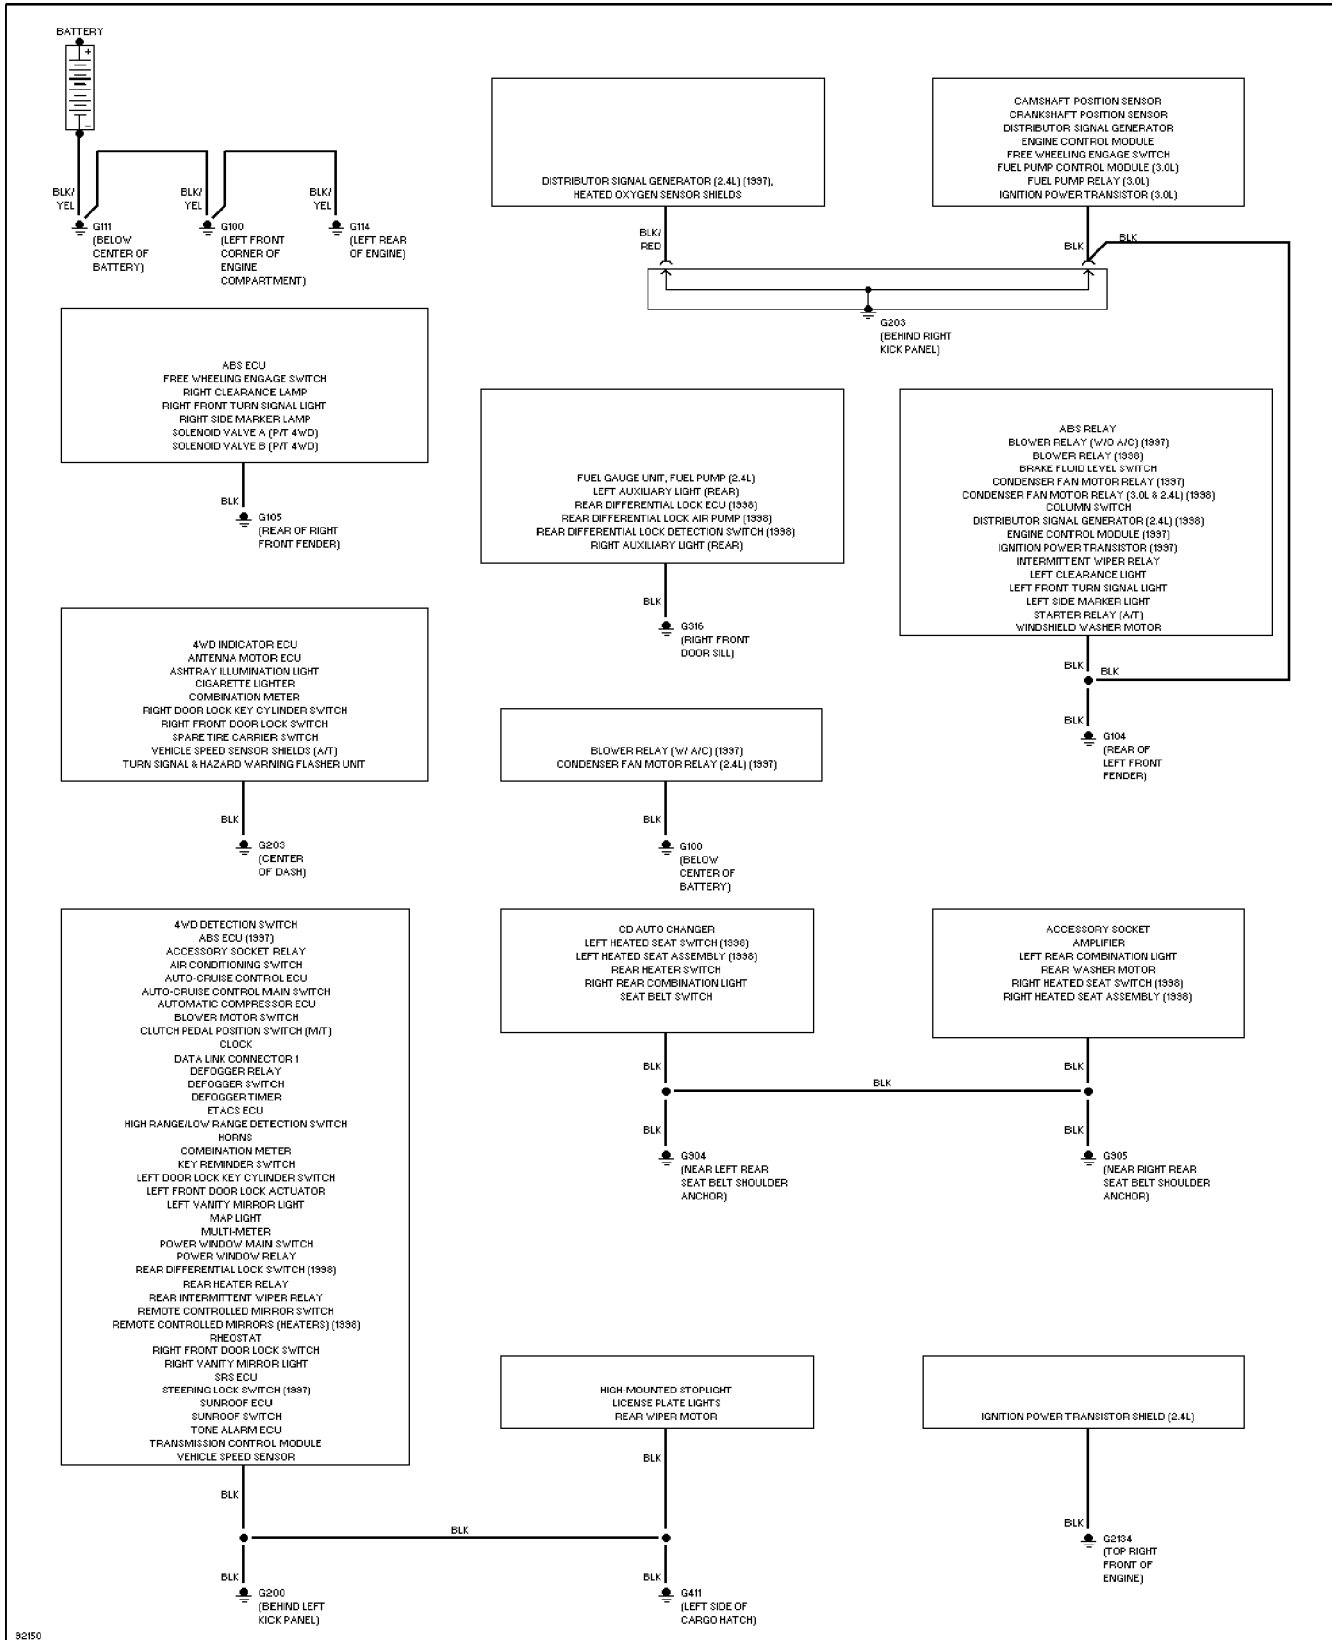 BATTERY
+
-
BLK/
YEL
G111
(BELOW
CENTER OF
BATTERY)
BLK/
YEL
G100
(LEFT FRONT
CORNER OF
ENGINE
COMPARTMENT)
BLK/
YEL
G114
(LEFT REAR
OF ENGINE)
DISTRIBUTOR SIGNAL GENERATOR (2.4L) (1997),
HEATED OXYGEN SENSOR SHIELDS
BLK/
RED
CAMSHAFT POSITION SENSOR
CRANKSHAFT POSITION SENSOR
DISTRIBUTOR SIGNAL GENERATOR
ENGINE CONTROL MODULE
FREE WHEELING ENGAGE SWITCH
FUEL PUMP CONTROL MODULE (3.0L)
FUEL PUMP RELAY (3.0L)
IGNITION POWER TRANSISTOR (3.0L)
BLK
BLK
G203
(BEHIND RIGHT
KICK PANEL)
ABS ECU
FREE WHEELING ENGAGE SWITCH
RIGHT CLEARANCE LAMP
RIGHT FRONT TURN SIGNAL LIGHT
RIGHT SIDE MARKER LAMP
SOLENOID VALVE A (P/T 4WD)
SOLENOID VALVE B (P/T 4WD)
BLK
G105
(REAR OF RIGHT
FRONT FENDER)
FUEL GAUGE UNIT, FUEL PUMP (2.4L)
LEFT AUXILIARY LIGHT (REAR)
REAR DIFFERENTIAL LOCK ECU (1998)
REAR DIFFERENTIAL LOCK AIR PUMP (1998)
REAR DIFFERENTIAL LOCK DETECTION SWITCH (1998)
RIGHT AUXILIARY LIGHT (REAR)
BLK
G316
(RIGHT FRONT
DOOR SILL)
ABS RELAY
BLOWER RELAY (W/O A/C) (1997)
BLOWER RELAY (1998)
BRAKE FLUID LEVEL SWITCH
CONDENSER FAN MOTOR RELAY (1997)
CONDENSER FAN MOTOR RELAY (3.0L & 2.4L) (1998)
COLUMN SWITCH
DISTRIBUTOR SIGNAL GENERATOR (2.4L) (1998)
ENGINE CONTROL MODULE (1997)
IGNITION POWER TRANSISTOR (1997)
INTERMITTENT WIPER RELAY
LEFT CLEARANCE LIGHT
LEFT FRONT TURN SIGNAL LIGHT
LEFT SIDE MARKER LIGHT
STARTER RELAY (A/T)
WINDSHIELD WASHER MOTOR
BLK
BLK
BLK
G104
(REAR OF
LEFT FRONT
FENDER)
4WD INDICATOR ECU
ANTENNA MOTOR ECU
ASHTRAY ILLUMINATION LIGHT
CIGARETTE LIGHTER
COMBINATION METER
RIGHT DOOR LOCK KEY CYLINDER SWITCH
RIGHT FRONT DOOR LOCK SWITCH
SPARE TIRE CARRIER SWITCH
VEHICLE SPEED SENSOR SHIELDS (A/T)
TURN SIGNAL & HAZARD WARNING FLASHER UNIT
BLK
G203
(CENTER
OF DASH)
BLOWER RELAY (W/ A/C) (1997)
CONDENSER FAN MOTOR RELAY (2.4L) (1997)
BLK
G100
(BELOW
CENTER OF
BATTERY)
4WD DETECTION SWITCH
ABS ECU (1997)
ACCESSORY SOCKET RELAY
AIR CONDITIONING SWITCH
AUTO-CRUISE CONTROL ECU
AUTO-CRUISE CONTROL MAIN SWITCH
AUTOMATIC COMPRESSOR ECU
BLOWER MOTOR SWITCH
CLUTCH PEDAL POSITION SWITCH (M/T)
CLOCK
DATA LINK CONNECTOR 1
DEFOGGER RELAY
DEFOGGER SWITCH
DEFOGGER TIMER
ETACS ECU
HIGH RANGE/LOW RANGE DETECTION SWITCH
HORNS
COMBINATION METER
KEY REMINDER SWITCH
LEFT DOOR LOCK KEY CYLINDER SWITCH
LEFT FRONT DOOR LOCK ACTUATOR
LEFT VANITY MIRROR LIGHT
MAP LIGHT
MULTI-METER
POWER WINDOW MAIN SWITCH
POWER WINDOW RELAY
REAR DIFFERENTIAL LOCK SWITCH (1998)
REAR HEATER RELAY
REAR INTERMITTENT WIPER RELAY
REMOTE CONTROLLED MIRROR SWITCH
REMOTE CONTROLLED MIRRORS (HEATERS) (1998)
RHEOSTAT
RIGHT FRONT DOOR LOCK SWITCH
RIGHT VANITY MIRROR LIGHT
SRS ECU
STEERING LOCK SWITCH (1997)
SUNROOF ECU
SUNROOF SWITCH
TONE ALARM ECU
TRANSMISSION CONTROL MODULE
VEHICLE SPEED SENSOR
BLK
BLK
BLK
G200
(BEHIND LEFT
KICK PANEL)
CD AUTO CHANGER
LEFT HEATED SEAT SWITCH (1998)
LEFT HEATED SEAT ASSEMBLY (1998)
REAR HEATER SWITCH
RIGHT REAR COMBINATION LIGHT
SEAT BELT SWITCH
BLK
BLK
BLK
G904
(NEAR LEFT REAR
SEAT BELT SHOULDER
ANCHOR)
ACCESSORY SOCKET
AMPLIFIER
LEFT REAR COMBINATION LIGHT
REAR WASHER MOTOR
RIGHT HEATED SEAT SWITCH (1998)
RIGHT HEATED SEAT ASSEMBLY (1998)
BLK
BLK
G905
(NEAR RIGHT REAR
SEAT BELT SHOULDER
ANCHOR)
HIGH-MOUNTED STOPLIGHT
LICENSE PLATE LIGHTS
REAR WIPER MOTOR
BLK
BLK
G411
(LEFT SIDE OF
CARGO HATCH)
IGNITION POWER TRANSISTOR SHIELD (2.4L)
BLK
G2134
(TOP RIGHT
FRONT OF
ENGINE)
92150